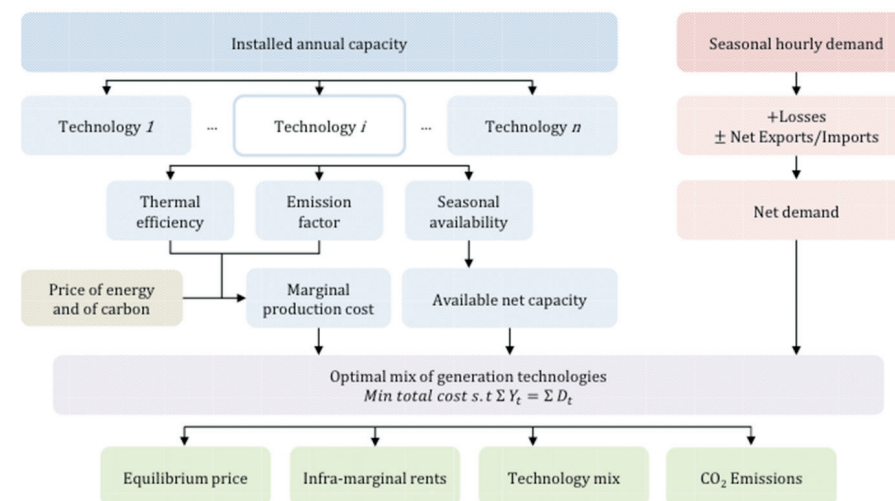 Installed annual capacity
Seasonal hourly demand
Technology 1
...
Technology i
...
Technology n
+Losses
± Net Exports/Imports
Thermal
efficiency
Emission
factor
Seasonal
availability
Net demand
Price of energy
and of carbon
Marginal
production cost
Available net capacity
Optimal mix of generation technologies
Min total cost s.t Σ Yₜ = Σ Dₜ
Equilibrium price
Infra-marginal rents
Technology mix
CO₂ Emissions